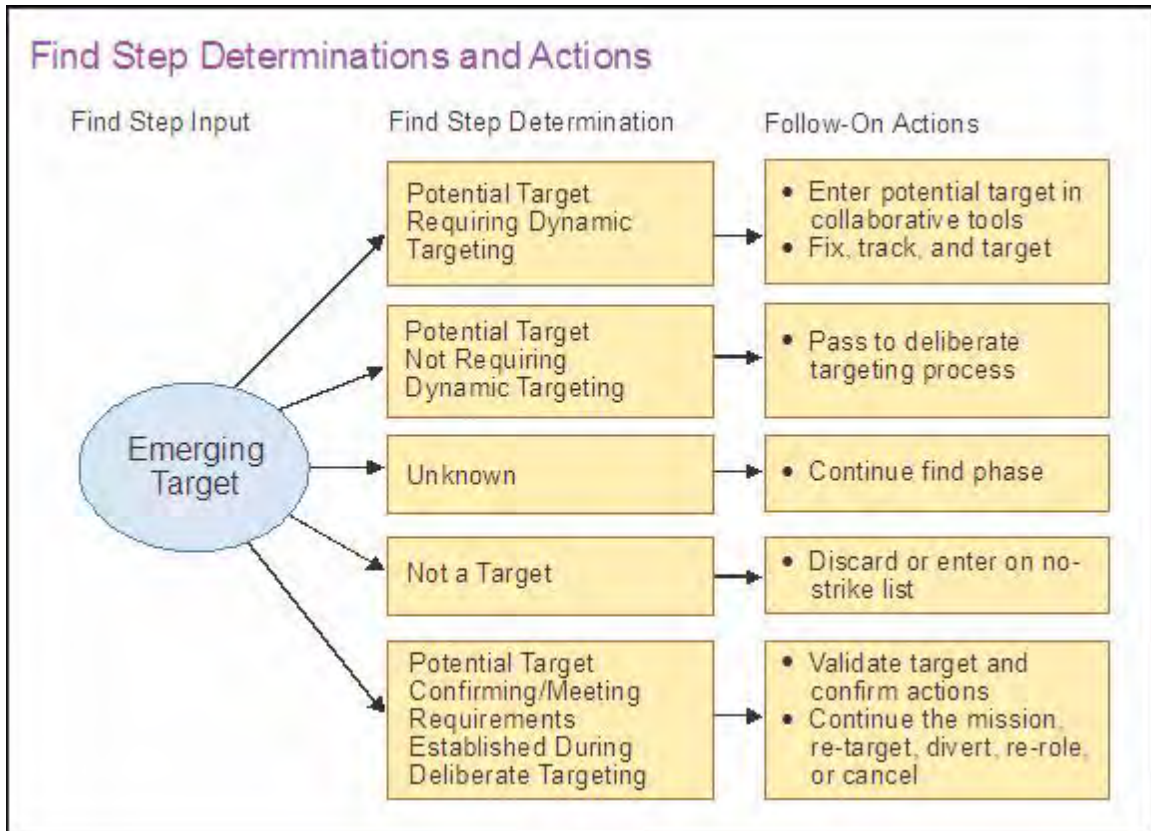 Find Step Determinations and Actions
Find Step Input
Find Step Determination
Follow-On Actions
Emerging
Target
Potential Target
Requiring Dynamic
Targeting
• Enter potential target in
collaborative tools
• Fix, track, and target
Potential Target
Not Requiring
Dynamic Targeting
• Pass to deliberate
targeting process
Unknown
• Continue find phase
Not a Target
• Discard or enter on no-
strike list
Potential Target
Confirming/Meeting
Requirements
Established During
Deliberate Targeting
• Validate target and
confirm actions
• Continue the mission,
re-target, divert, re-role,
or cancel